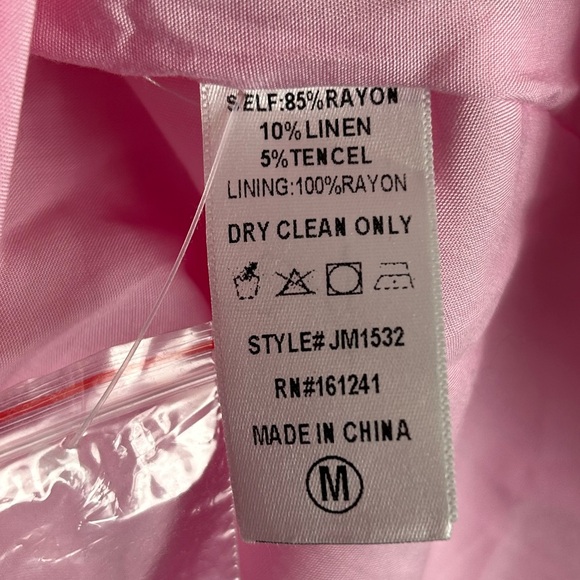 SELF:85%RAYON
10%LINEN
5%TENCEL
LINING:100%RAYON
DRY CLEAN ONLY
STYLE# JM1532
RN#161241
MADE IN CHINA
M